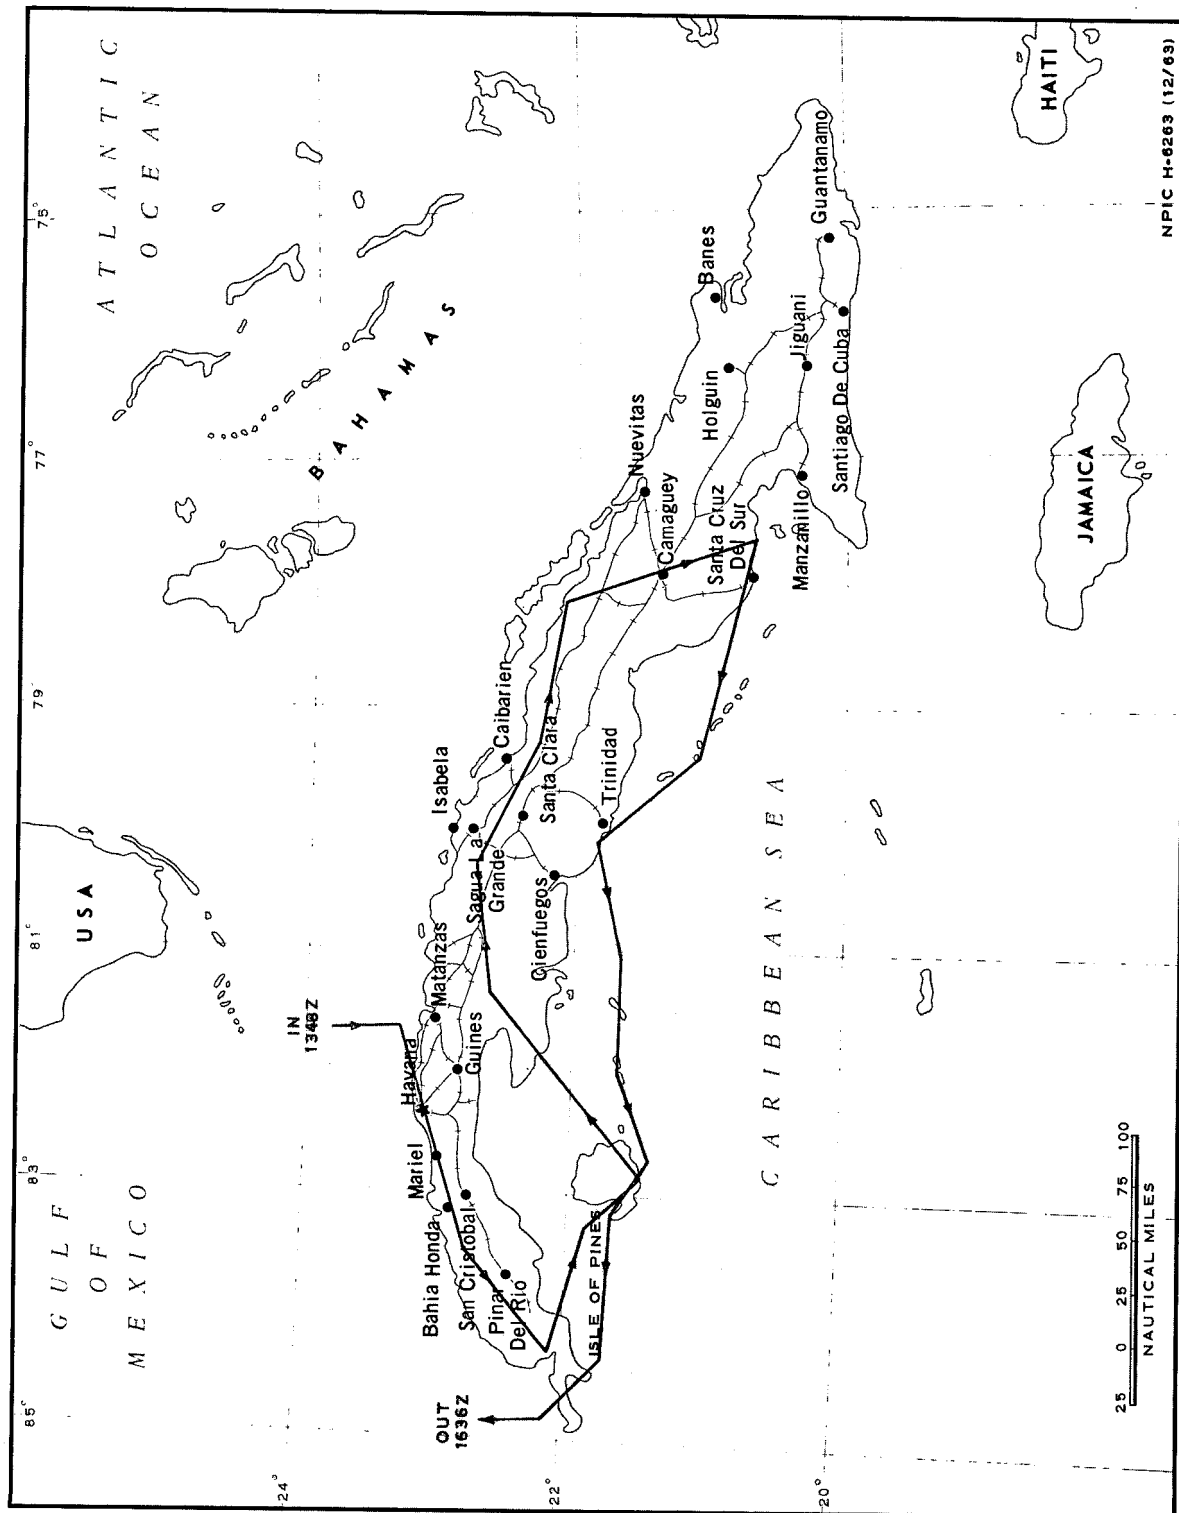 ATLANTIC
OCEAN
GULF
OF
MEXICO
USA
BAHAMAS
85°
83°
81°
79°
77°
75°
24°
22°
20°
IN
1348Z
OUT
1636Z
Havana
Mariel
Bahia Honda
San Cristobal
Pinar
Del Rio
Matanzas
Guines
Isabela
Sagua La
Grande
Caibarien
Santa Clara
Cienfuegos
Trinidad
Nuevitas
Camaguey
Santa Cruz
Del Sur
Holguin
Banes
Manzanillo
Jiguani
Santiago De Cuba
Guantanamo
ISLE OF PINES
CARIBBEAN SEA
JAMAICA
HAITI
25 0 25 50 75 100
NAUTICAL MILES
NPIC H-6263 (12/63)